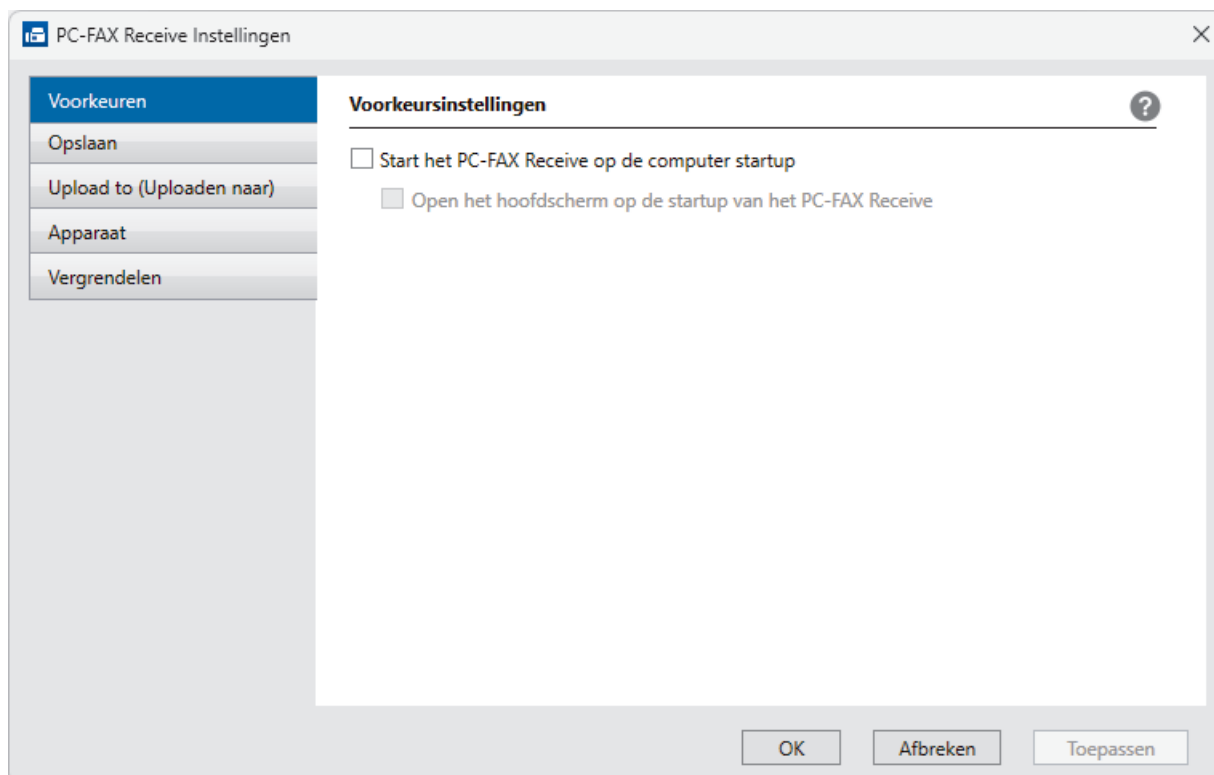 PC-FAX Receive Instellingen
Voorkeuren
Opslaan
Upload to (Uploaden naar)
Apparaat
Vergrendelen
Voorkeursinstellingen
?
Start het PC-FAX Receive op de computer startup
Open het hoofdscherm op de startup van het PC-FAX Receive
OK
Afbreken
Toepassen